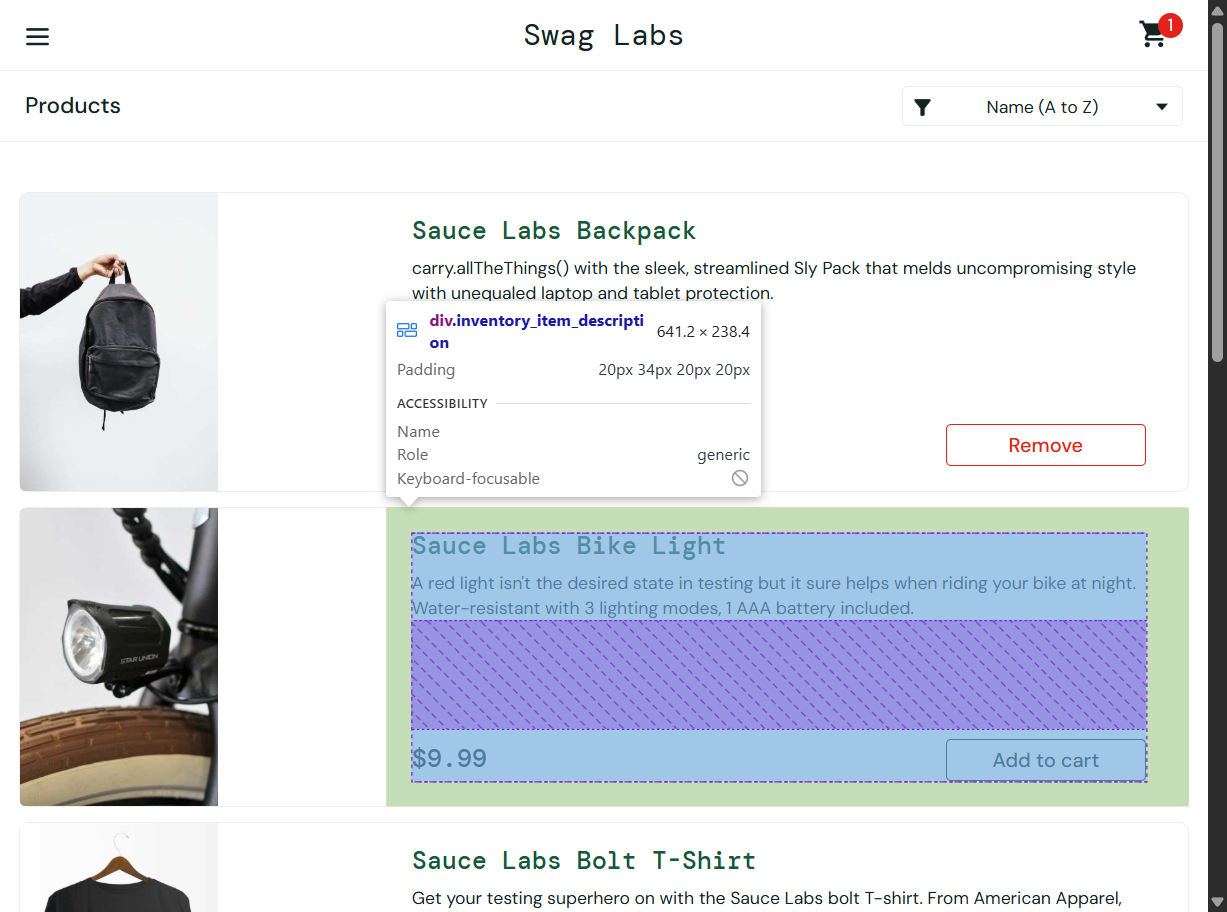 Swag Labs
1
Products
Name (A to Z)
Sauce Labs Backpack
carry.allTheThings() with the sleek, streamlined Sly Pack that melds uncompromising style
with unequaled laptop and tablet protection.
div.inventory_item_descripti
on
641.2 × 238.4
Padding
20px 34px 20px 20px
ACCESSIBILITY
Name
Role
generic
Keyboard-focusable
Remove
STAR UNION
Sauce Labs Bike Light
A red light isn't the desired state in testing but it sure helps when riding your bike at night.
Water-resistant with 3 lighting modes, 1 AAA battery included.
$9.99
Add to cart
Sauce Labs Bolt T-Shirt
Get your testing superhero on with the Sauce Labs bolt T-shirt. From American Apparel,